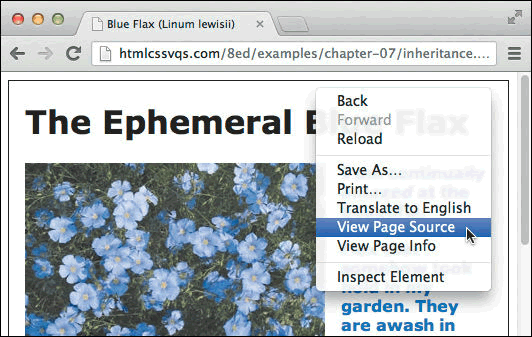 Blue Flax (Linum lewisii)
htmlcssvqs.com/8ed/examples/chapter-07/inheritance....
The Ephemeral Blue Flax
Back
Forward
Reload
Save As...
Print...
Translate to English
View Page Source
View Page Info
Inspect Element
hold in my
garden. They
are awash in